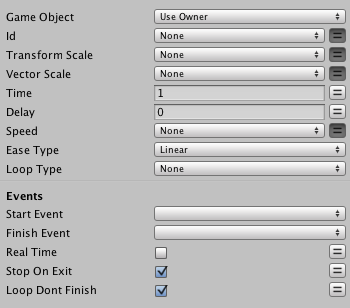 Game Object Use Owner
Id None
Transform Scale None
Vector Scale None
Time 1
Delay 0
Speed None
Ease Type Linear
Loop Type None
Events
Start Event
Finish Event
Real Time
Stop On Exit
Loop Dont Finish